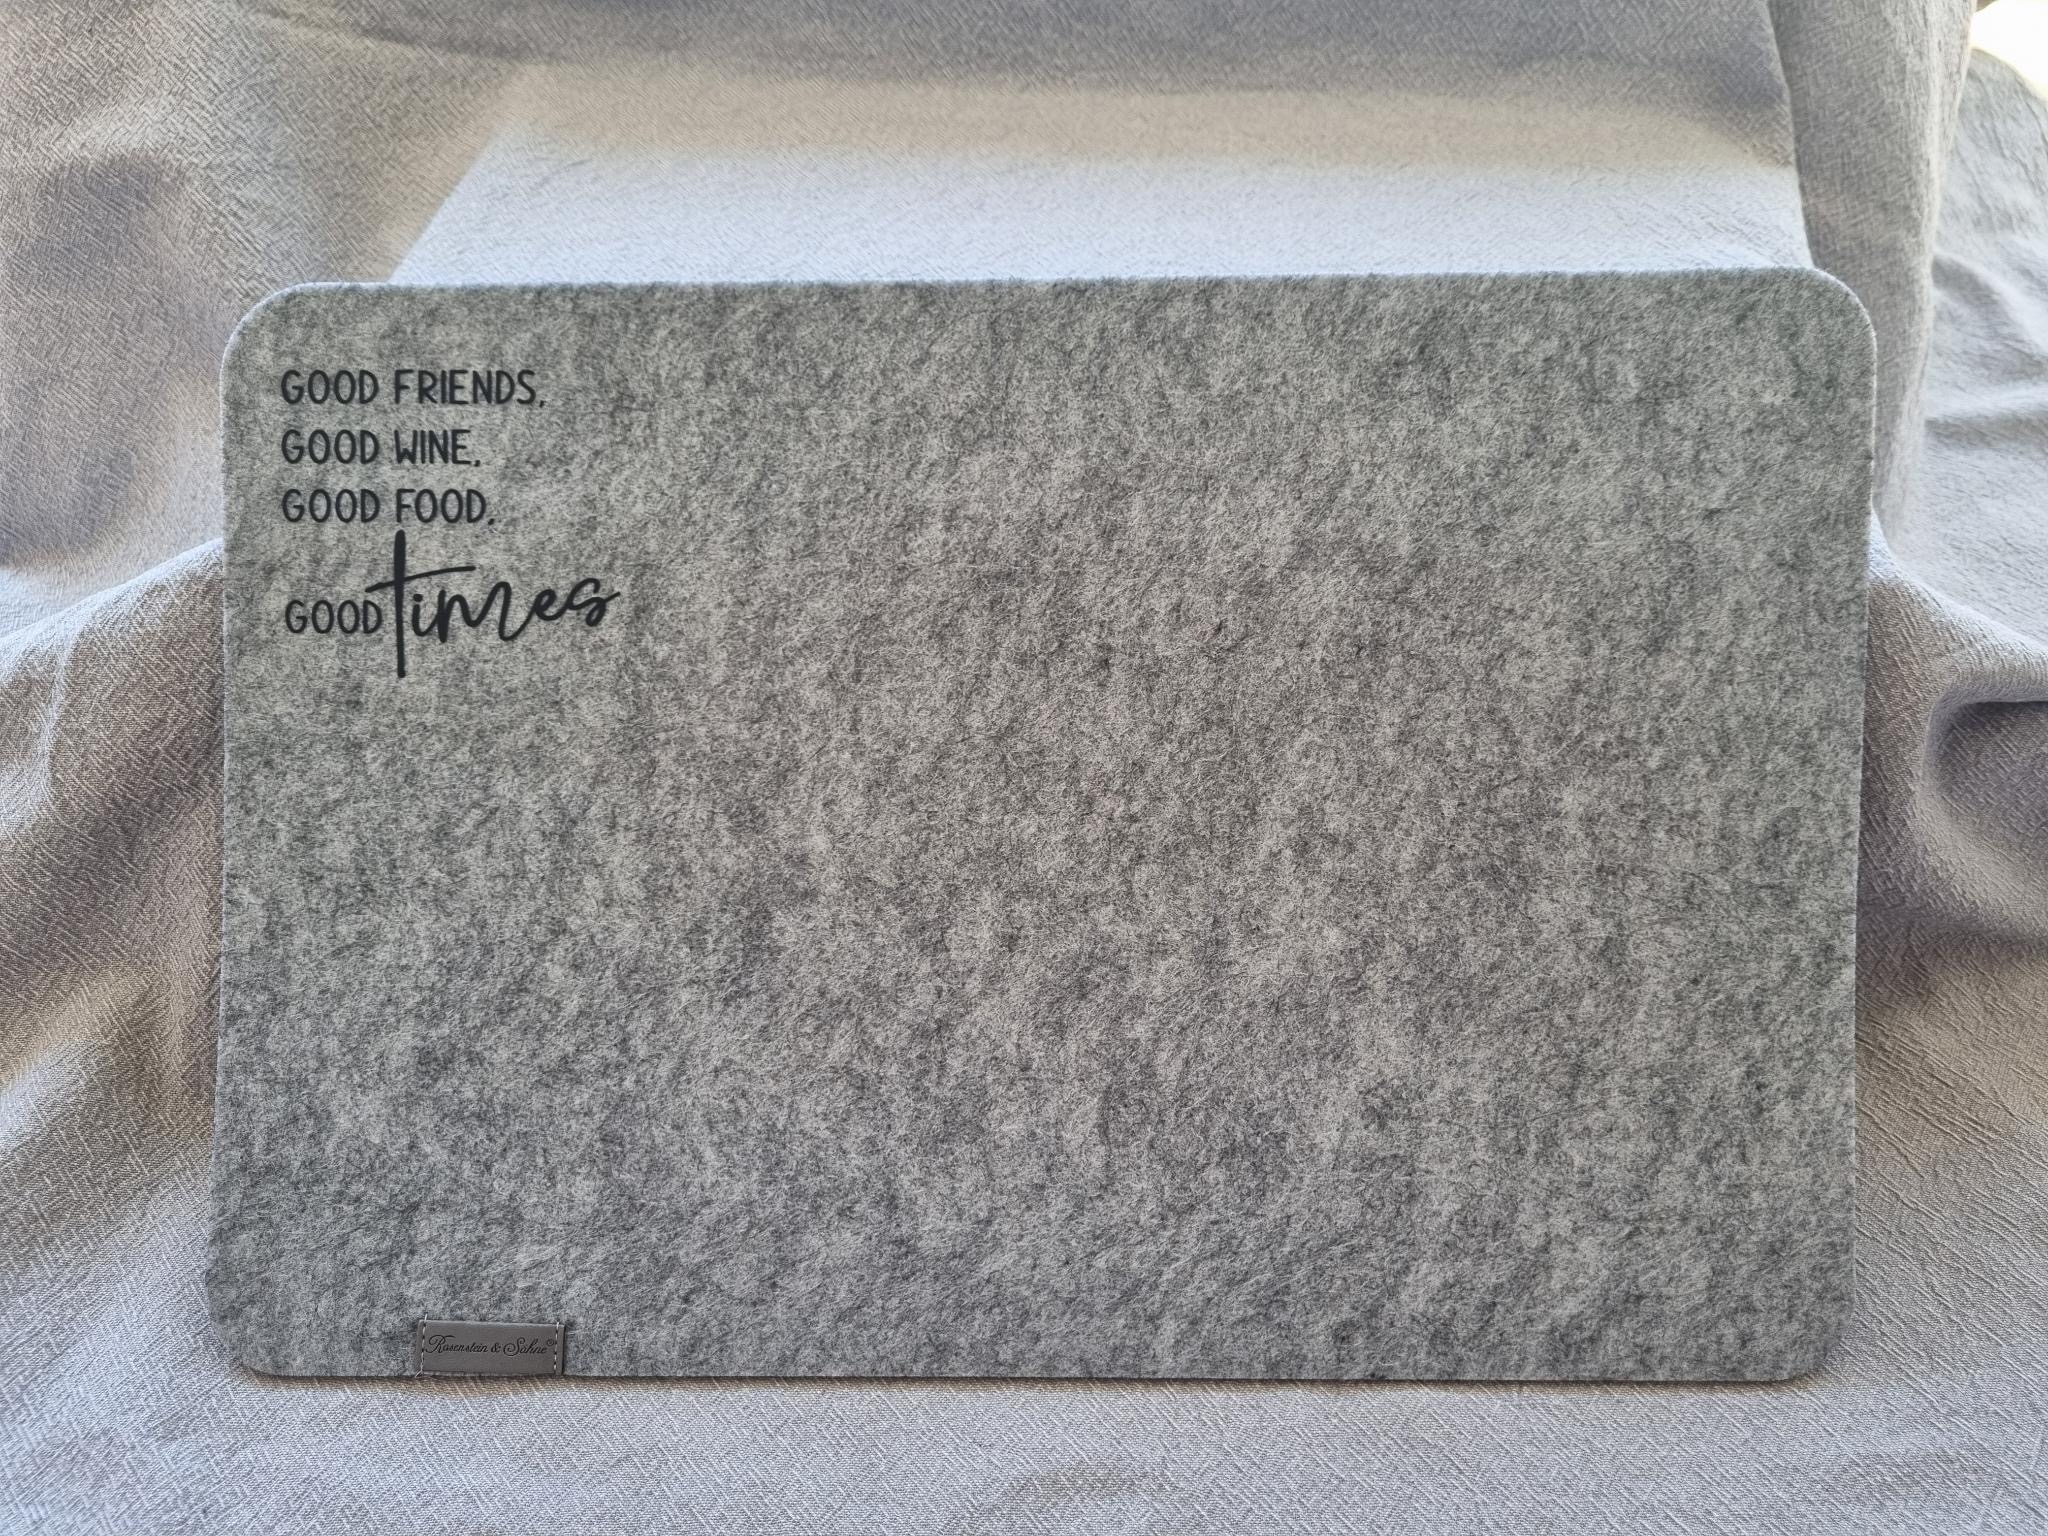 GOOD FRIENDS,
GOOD WINE,
GOOD FOOD,
GOOD times
Rosenstein & Söhne®